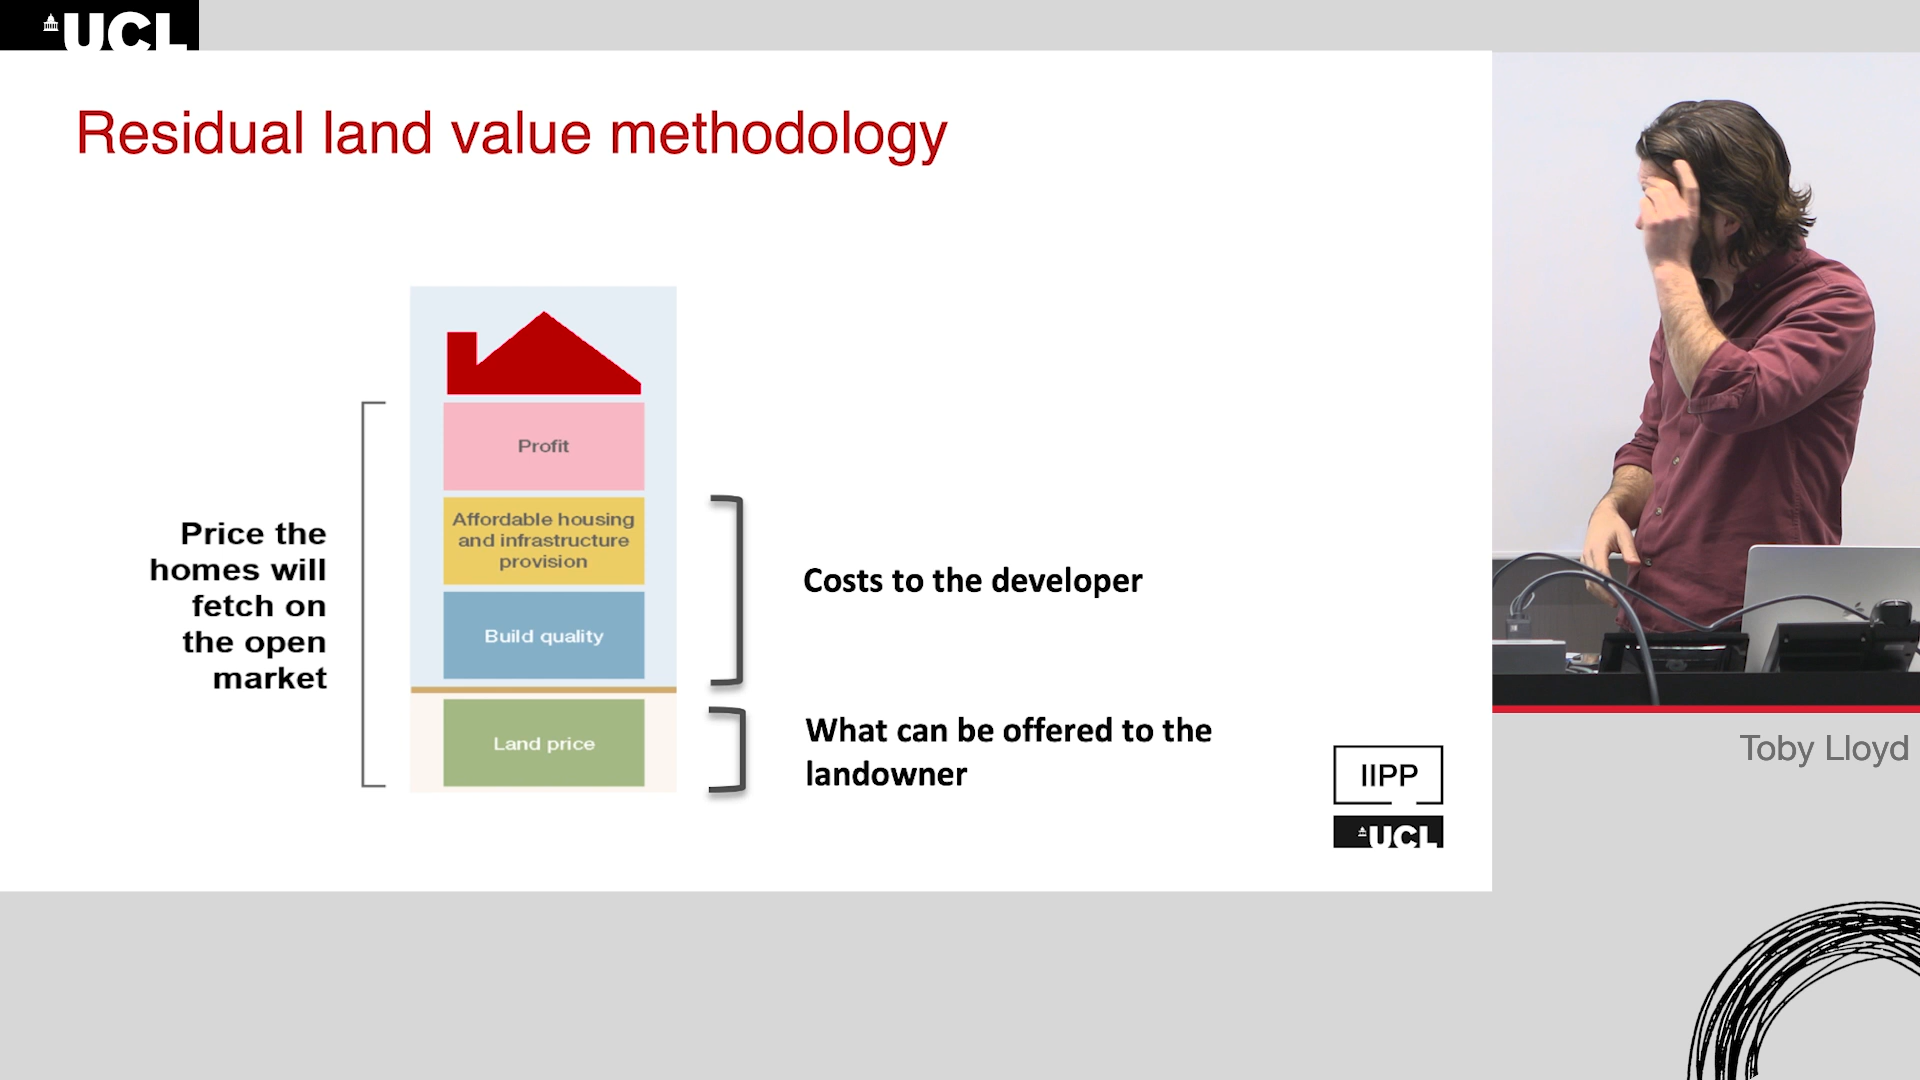 UCL
Residual land value methodology
Profit
Affordable housing
and infrastructure
provision
Build quality
Land price
Price the
homes will
fetch on
the open
market
Costs to the developer
What can be offered to the
landowner
IIPP
UCL
Toby Lloyd